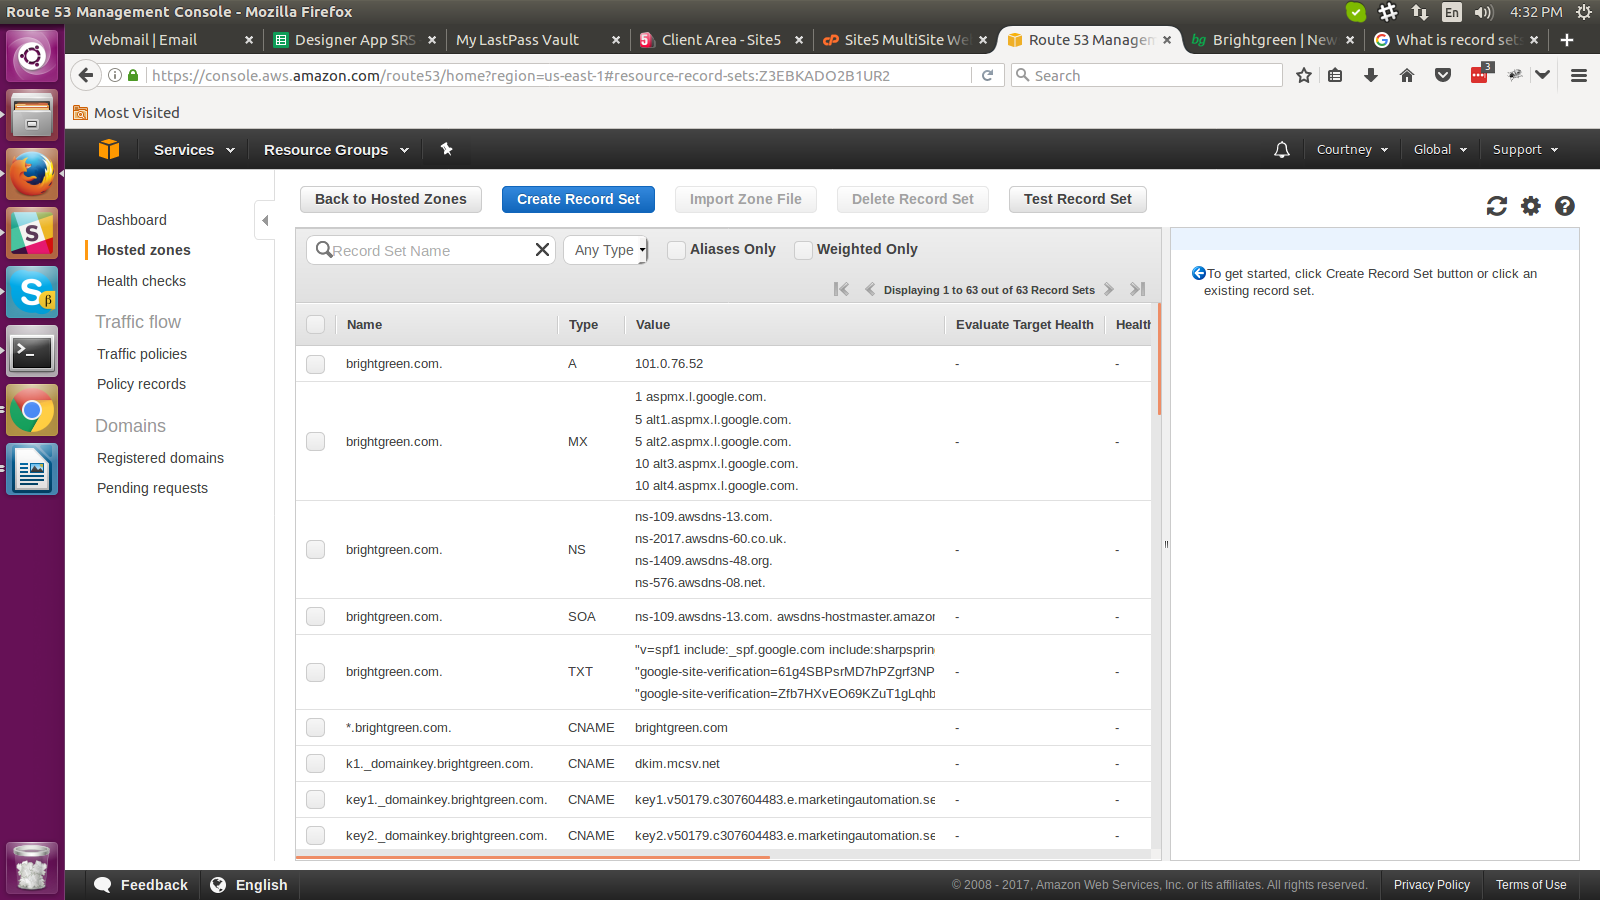 Route 53 Management Console - Mozilla Firefox
En 4:32 PM
Webmail | Email
Designer App SRS
My LastPass Vault
Client Area - Site5
Site5 MultiSite We
Route 53 Managem
Brightgreen | New
What is record set
https://console.aws.amazon.com/route53/home?region=us-east-1#resource-record-sets:Z3EBKADO2B1UR2
Search
3
Most Visited
Services
Resource Groups
Courtney
Global
Support
Dashboard
Hosted zones
Health checks
Traffic flow
Traffic policies
Policy records
Domains
Registered domains
Pending requests
Back to Hosted Zones
Create Record Set
Import Zone File
Delete Record Set
Test Record Set
Record Set Name
Any Type
Aliases Only
Weighted Only
Displaying 1 to 63 out of 63 Record Sets
Name Type Value Evaluate Target Health Health
brightgreen.com. A 101.0.76.52 - -
brightgreen.com. MX
1 aspmx.l.google.com.
5 alt1.aspmx.l.google.com.
5 alt2.aspmx.l.google.com.
10 alt3.aspmx.l.google.com.
10 alt4.aspmx.l.google.com.
- -
brightgreen.com. NS
ns-109.awsdns-13.com.
ns-2017.awsdns-60.co.uk.
ns-1409.awsdns-48.org.
ns-576.awsdns-08.net.
- -
brightgreen.com. SOA ns-109.awsdns-13.com. awsdns-hostmaster.amazor - -
brightgreen.com. TXT
"v=spf1 include:_spf.google.com include:sharpspring
"google-site-verification=61g4SBPsrMD7hPZgrf3NP
"google-site-verification=Zfb7HXvEO69KZuT1gLqhb
- -
*.brightgreen.com. CNAME brightgreen.com - -
k1._domainkey.brightgreen.com. CNAME dkim.mcsv.net - -
key1._domainkey.brightgreen.com. CNAME key1.v50179.c307604483.e.marketingautomation.se - -
key2._domainkey.brightgreen.com. CNAME key2.v50179.c307604483.e.marketingautomation.se - -
To get started, click Create Record Set button or click an
existing record set.
Feedback
English
© 2008 - 2017, Amazon Web Services, Inc. or its affiliates. All rights reserved.
Privacy Policy
Terms of Use